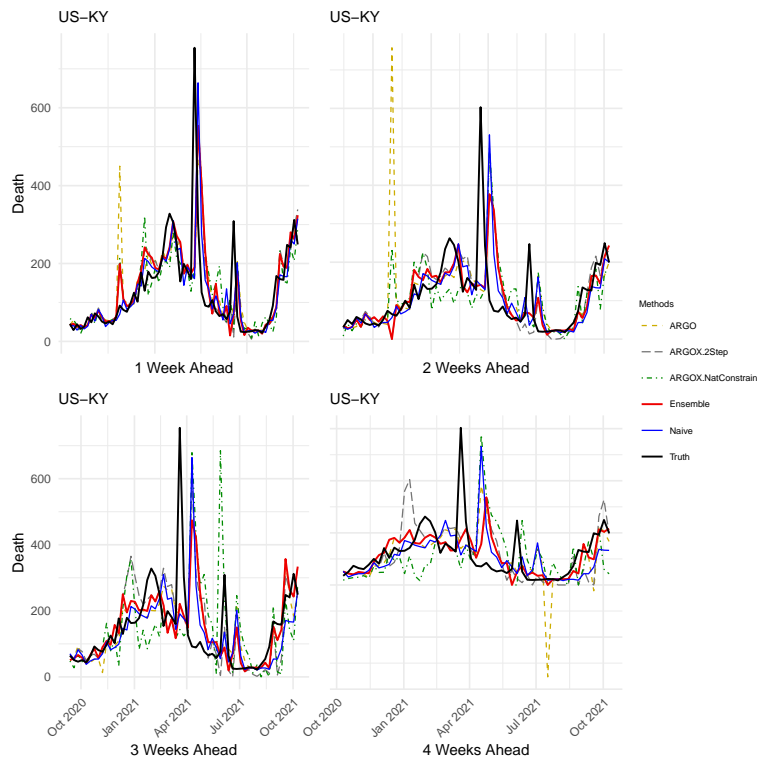 US−KY
US−KY
600
400
200
0
Death
1 Week Ahead
2 Weeks Ahead
US−KY
US−KY
600
400
200
0
Death
Oct 2020
Jan 2021
Apr 2021
Jul 2021
Oct 2021
Oct 2020
Jan 2021
Apr 2021
Jul 2021
Oct 2021
3 Weeks Ahead
4 Weeks Ahead
Methods
ARGO
ARGOX.2Step
ARGOX.NatConstrain
Ensemble
Naive
Truth